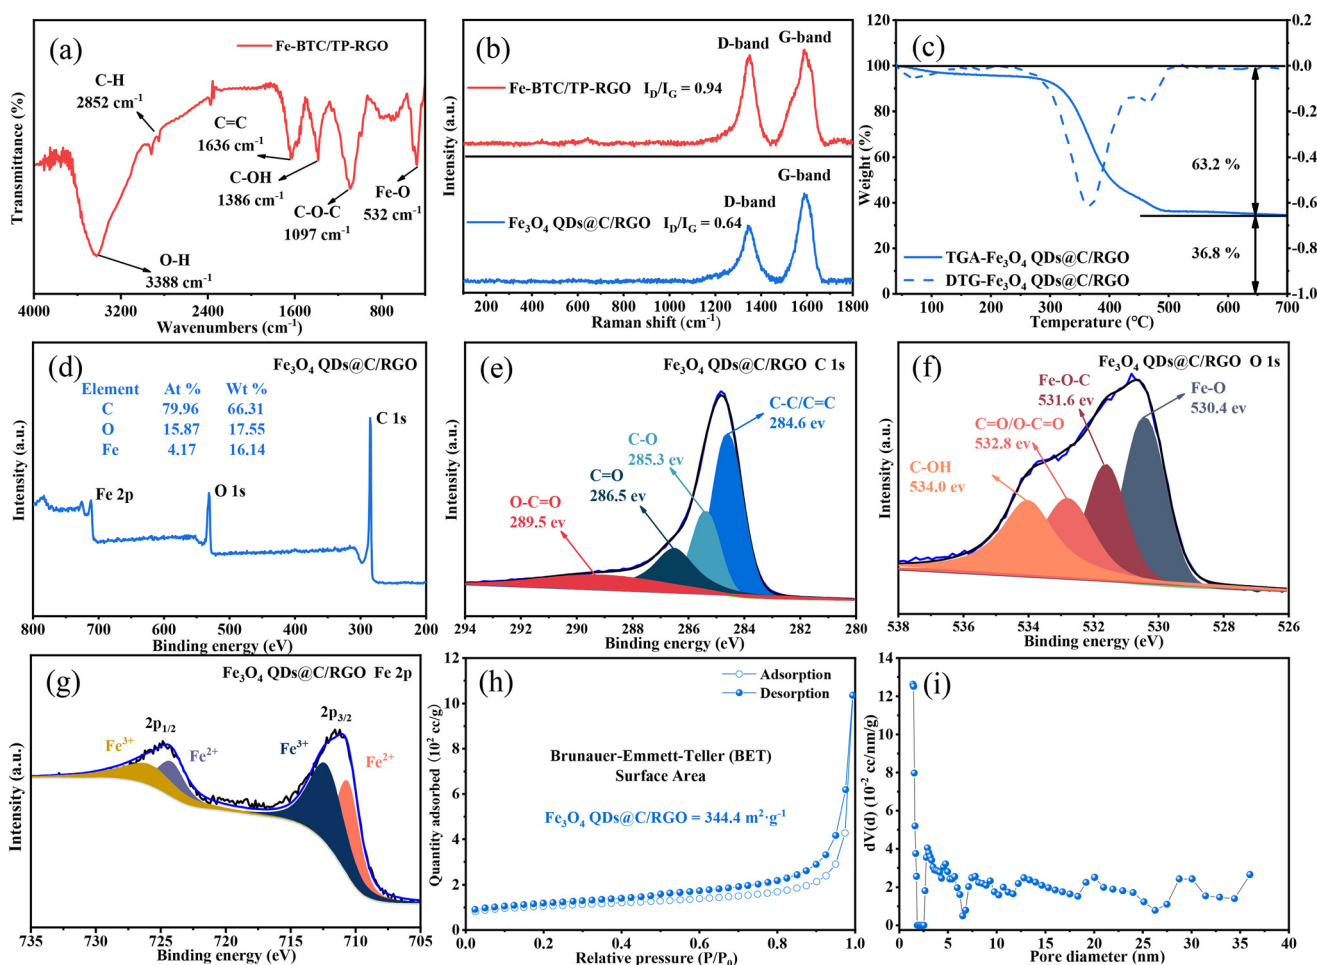 (a)
Fe-BTC/TP-RGO
C-H
2852 cm⁻¹
C=C
1636 cm⁻¹
C-OH
1386 cm⁻¹
C-O-C
1097 cm⁻¹
Fe-O
532 cm⁻¹
O-H
3388 cm⁻¹
Transmittance (%)
4000 3200 2400 1600 800
Wavenumbers (cm⁻¹)
(b)
D-band
G-band
Fe-BTC/TP-RGO I_D/I_G = 0.94
D-band
G-band
Fe₃O₄ QDs@C/RGO I_D/I_G = 0.64
Intensity (a.u.)
200 400 600 800 1000 1200 1400 1600 1800
Raman shift (cm⁻¹)
(c)
120
100
80
60
40
20
0
Weight (%)
0.2
0.0
-0.2
-0.4
-0.6
-0.8
-1.0
63.2 %
36.8 %
TGA-Fe₃O₄ QDs@C/RGO
DTG-Fe₃O₄ QDs@C/RGO
100 200 300 400 500 600 700
Temperature (℃)
(d)
Fe₃O₄ QDs@C/RGO
Element At % Wt %
C 79.96 66.31
O 15.87 17.55
Fe 4.17 16.14
C 1s
Fe 2p
O 1s
Intensity (a.u.)
800 700 600 500 400 300 200
Binding energy (eV)
(e)
Fe₃O₄ QDs@C/RGO C 1s
C-C/C=C
284.6 ev
C-O
285.3 ev
C=O
286.5 ev
O-C=O
289.5 ev
Intensity (a.u.)
294 292 290 288 286 284 282 280
Binding energy (eV)
(f)
Fe₃O₄ QDs@C/RGO O 1s
Fe-O-C
531.6 ev
Fe-O
530.4 ev
C=O/O-C=O
532.8 ev
C-OH
534.0 ev
Intensity (a.u.)
538 536 534 532 530 528 526
Binding energy (eV)
(g)
Fe₃O₄ QDs@C/RGO Fe 2p
2p₁/₂
2p₃/₂
Fe³⁺
Fe²⁺
Fe³⁺
Fe²⁺
Intensity (a.u.)
735 730 725 720 715 710 705
Binding energy (eV)
(h)
Adsorption
Desorption
Brunauer-Emmett-Teller (BET)
Surface Area
Fe₃O₄ QDs@C/RGO = 344.4 m²·g⁻¹
12
10
8
6
4
2
0
Quantity adsorbed (10² cc/g)
0.0 0.2 0.4 0.6 0.8 1.0
Relative pressure (P/P₀)
(i)
14
12
10
8
6
4
2
0
dV(d) (10⁻² cc/nm/g)
0 5 10 15 20 25 30 35 40
Pore diameter (nm)